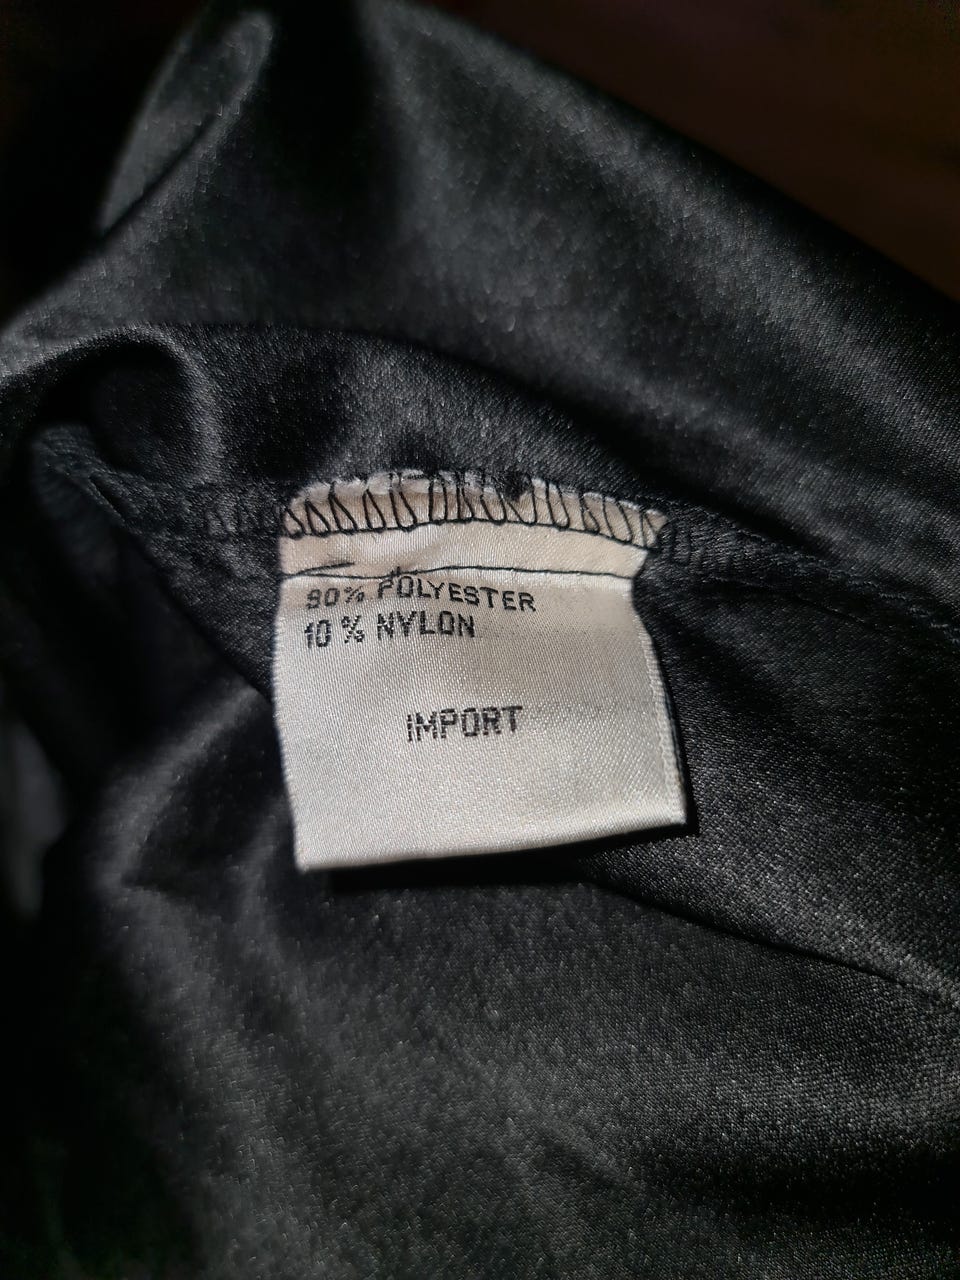 90% POLYESTER
10% NYLON
IMPORT